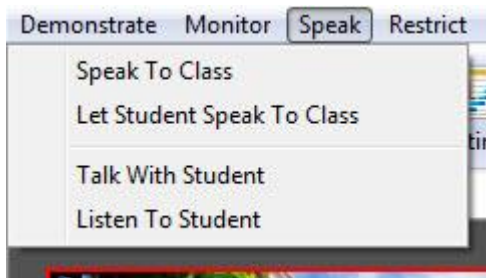 Demonstrate Monitor Speak Restrict
Speak To Class
Let Student Speak To Class
Talk With Student
Listen To Student